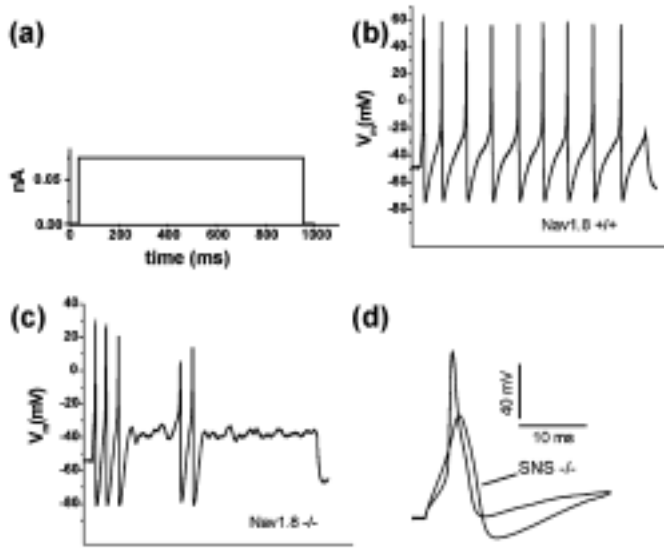 (a)
nA
0.05
0.00
0 200 400 600 800 1000
time (ms)
(b)
Vm(mV)
60
40
20
0
-20
-40
-60
-80
Nav1.8 +/+
(c)
Vm(mV)
40
20
0
-20
-40
-60
-80
Nav1.8 -/-
(d)
40 mV
10 ms
SNS -/-